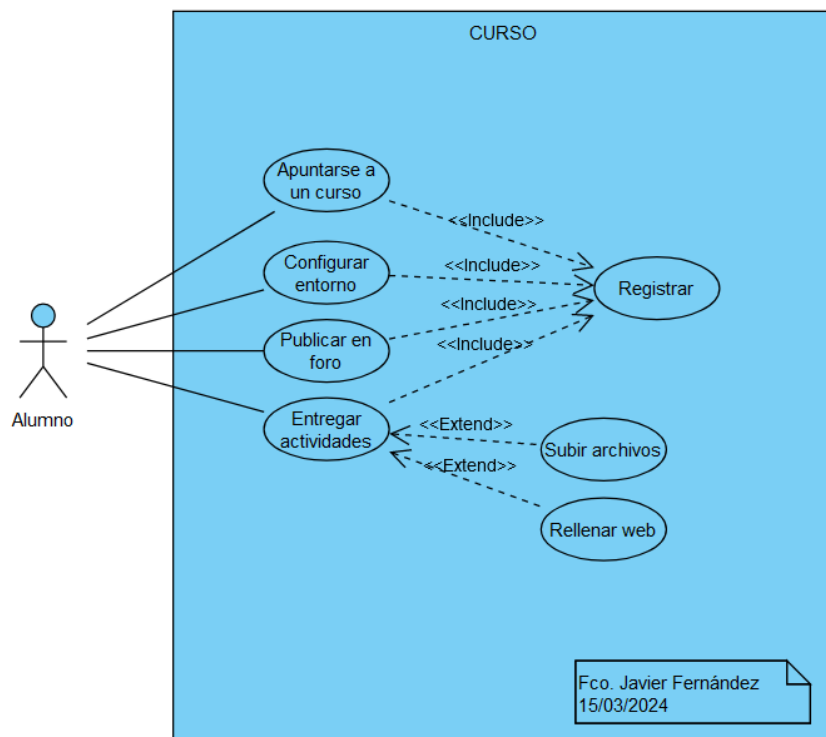 CURSO
Apuntarse a
un curso
<<Include>>
Configurar
entorno
<<Include>>
Registrar
<<Include>>
Publicar en
foro
<<Include>>
Alumno
Entregar
actividades
<<Extend>>
Subir archivos
<<Extend>>
Rellenar web
Fco. Javier Fernández
15/03/2024